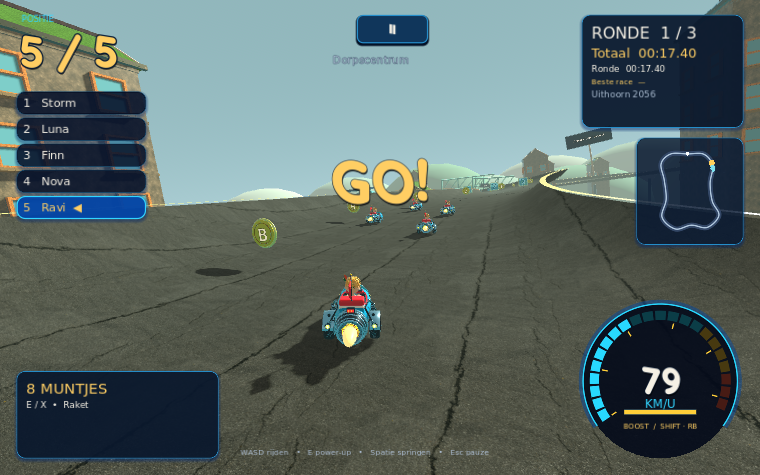 POSITIE
5 / 5
1 Storm
2 Luna
3 Finn
4 Nova
5 Ravi ◀
Dorpscentrum
GO!
B
RONDE 1 / 3
Totaal 00:17.40
Ronde 00:17.40
Beste race —
Uithoorn 2056
8 MUNTJES
E / X • Raket
79
KM/U
BOOST / SHIFT · RB
WASD rijden • E power-up • Spatie springen • Esc pauze